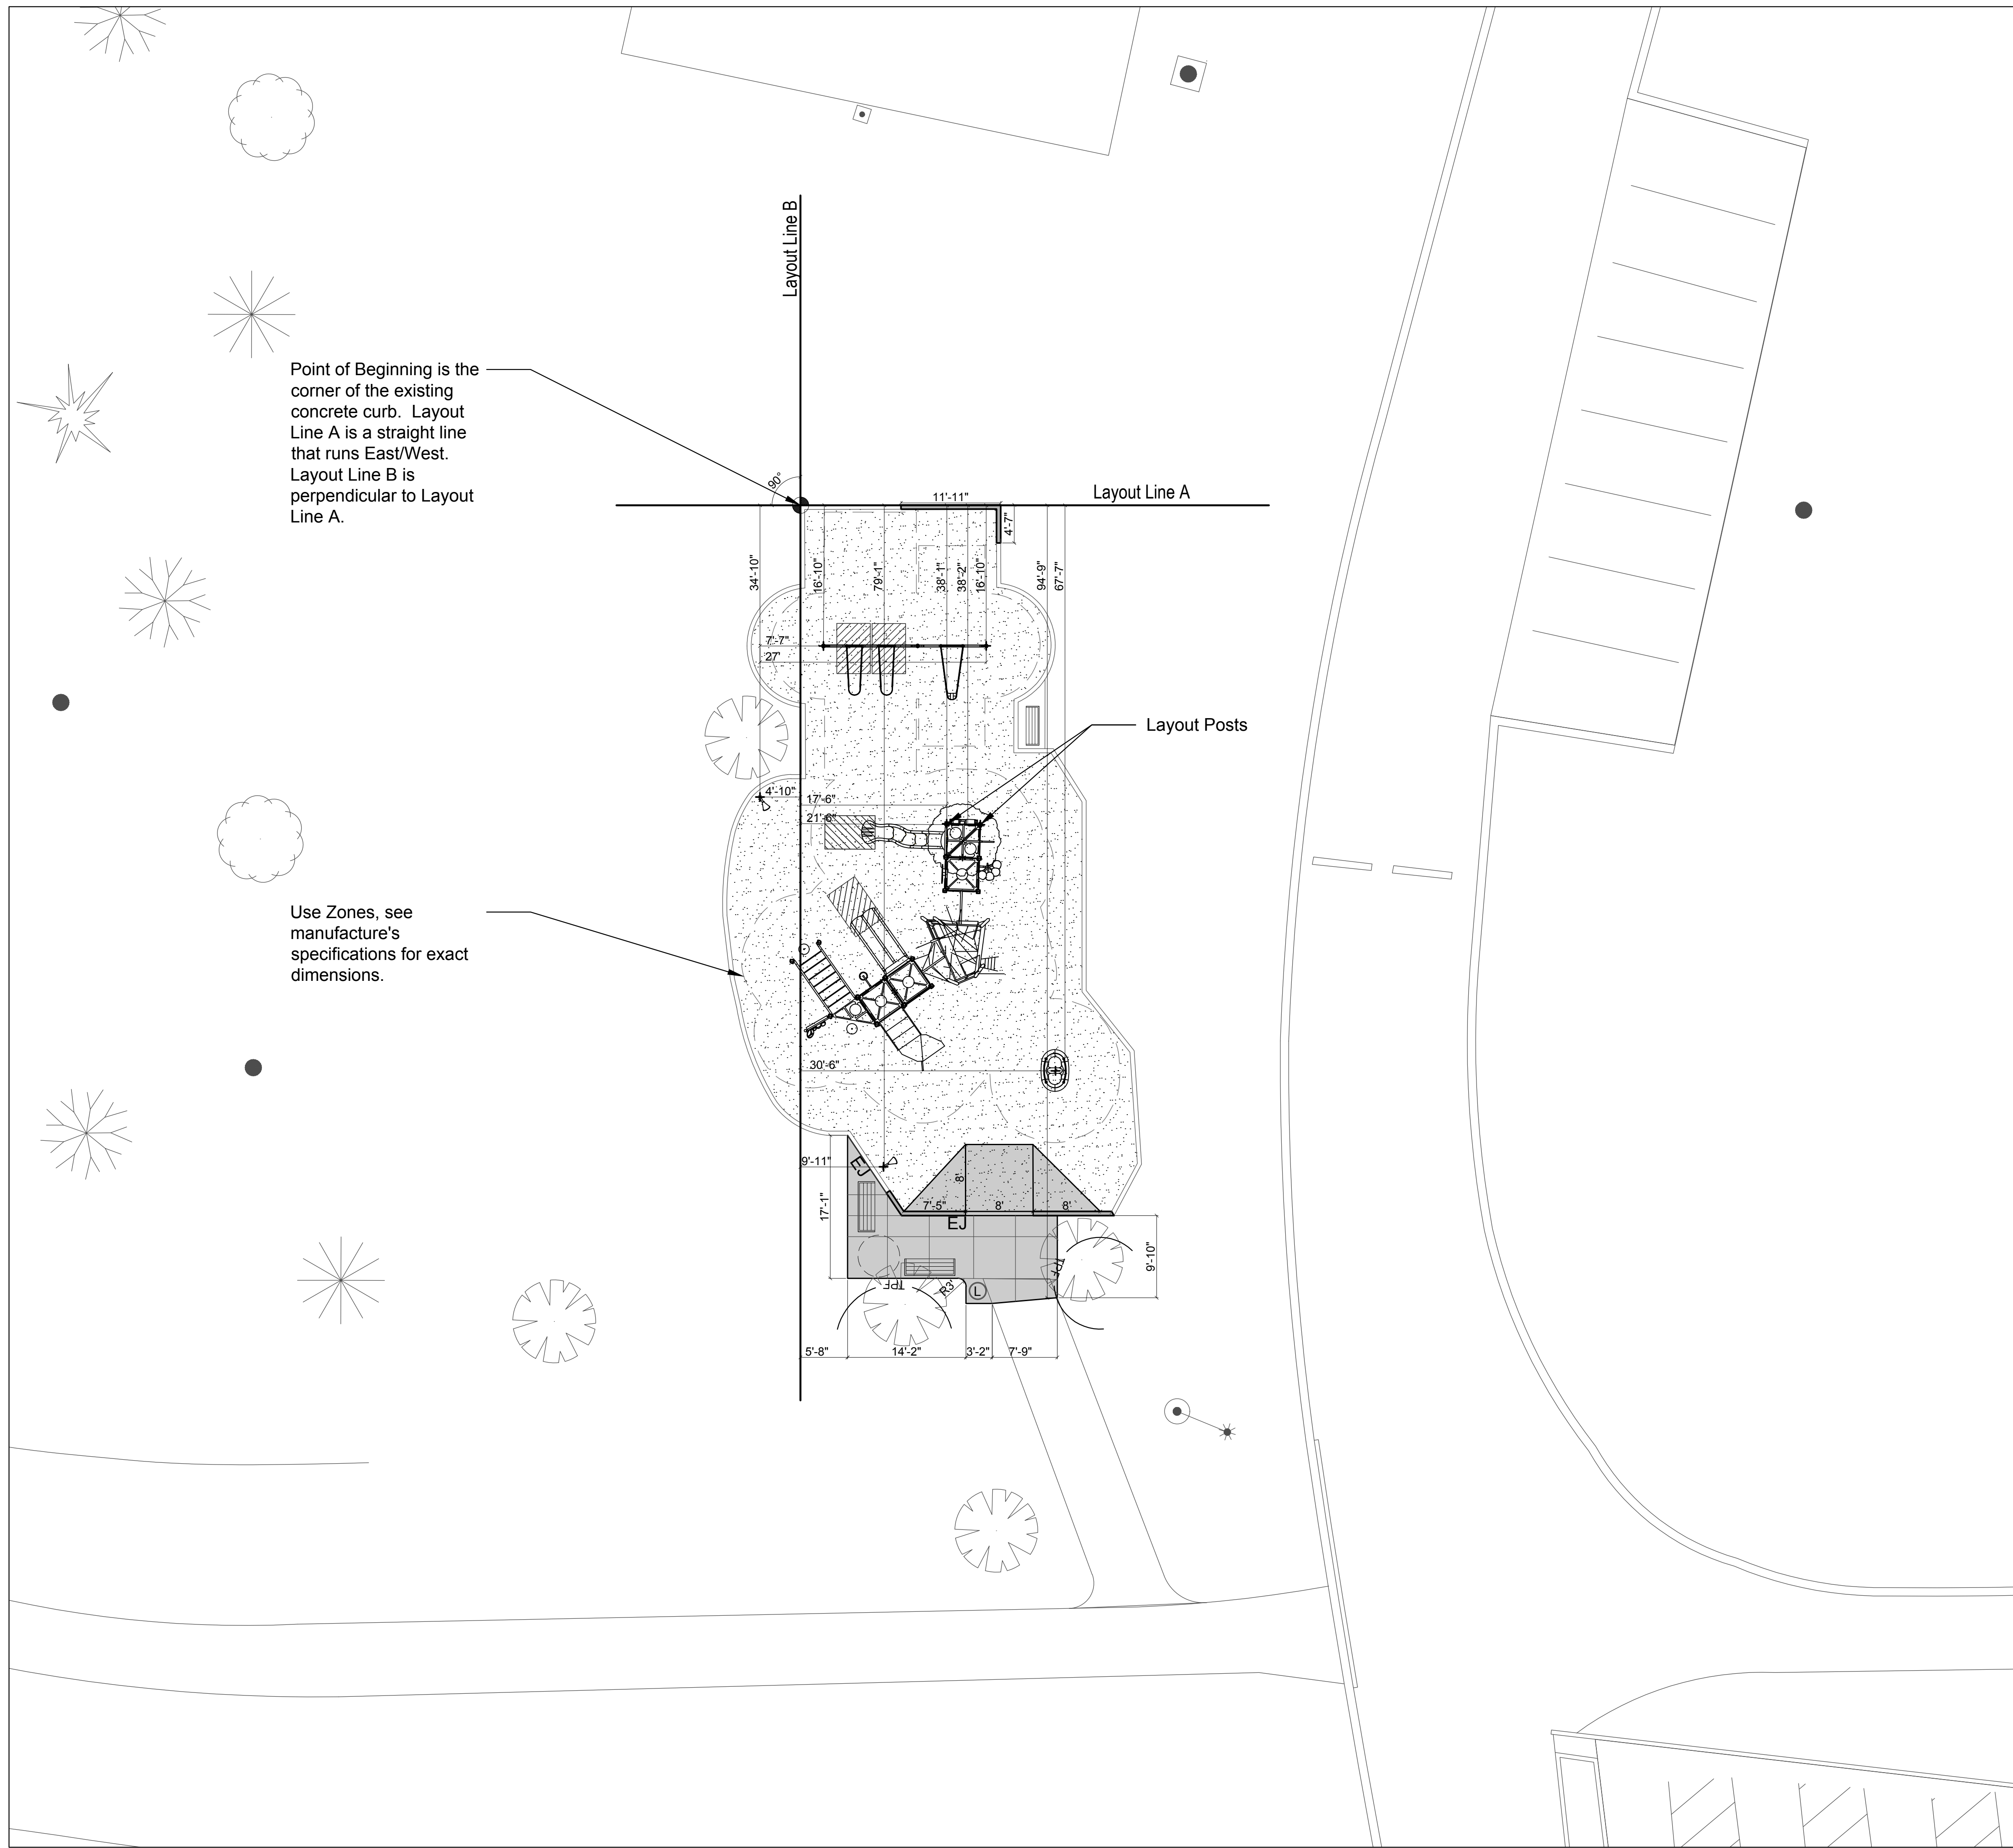 Layout Line B
Point of Beginning is the
corner of the existing
concrete curb. Layout
Line A is a straight line
that runs East/West.
Layout Line B is
perpendicular to Layout
Line A.
90°
11'-11"
Layout Line A
4'-7"
34'-10"
16'-10"
79'-1"
38'-1"
38'-2"
16'-10"
94'-9"
67'-7"
7'-7"
27'
Layout Posts
4'-10"
17'-6"
21'-6"
Use Zones, see
manufacture's
specifications for exact
dimensions.
30'-6"
9'-11"
EJ
17'-1"
8'
7'-5"
8'
8'
EJ
9'-10"
TPF
TPF
R3'
L
5'-8"
14'-2"
3'-2"
7'-9"